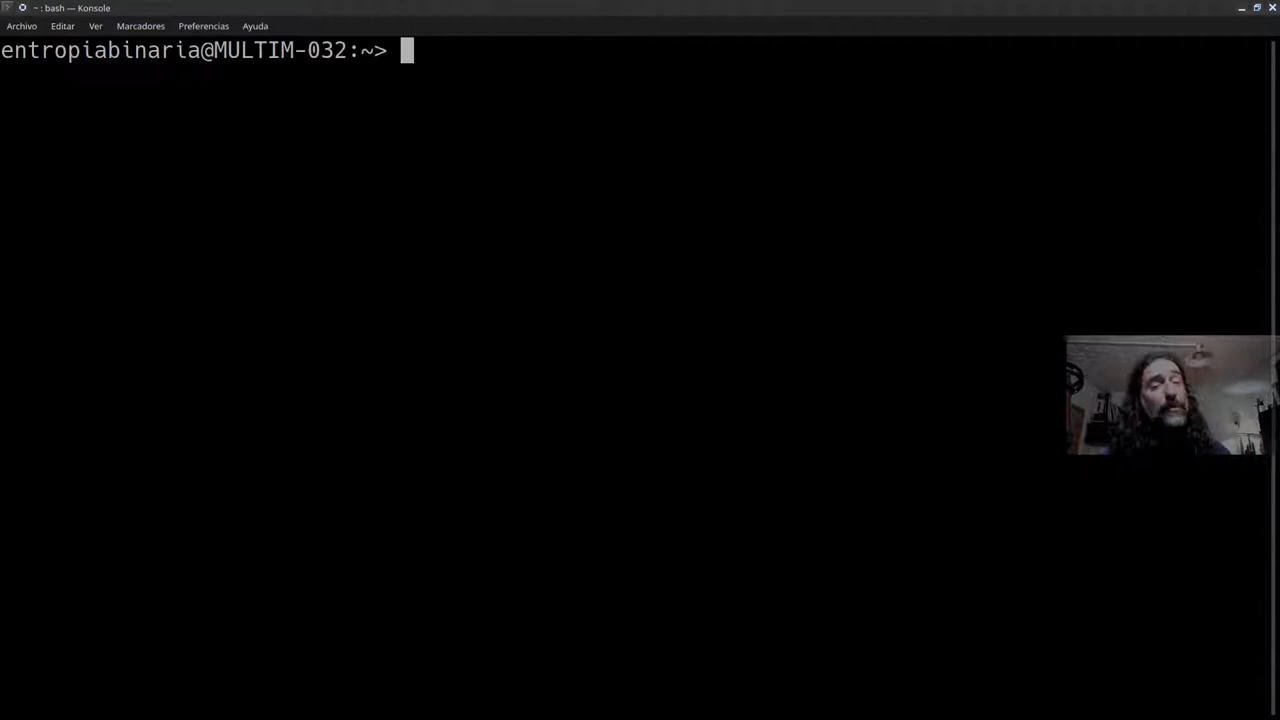 ~ : bash — Konsole
Archivo Editar Ver Marcadores Preferencias Ayuda
entropiabinaria@MULTIM-032:~>